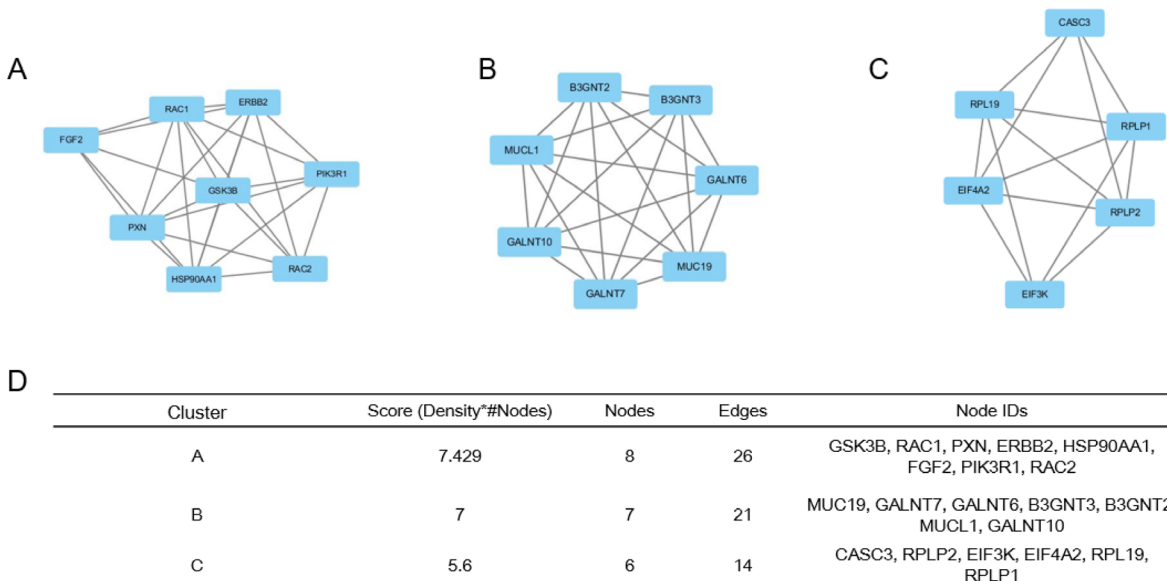 A
RAC1
ERBB2
FGF2
PIK3R1
GSK3B
PXN
HSP90AA1
RAC2
B
B3GNT2
B3GNT3
MUCL1
GALNT6
GALNT10
MUC19
GALNT7
C
CASC3
RPL19
RPLP1
EIF4A2
RPLP2
EIF3K
D
Cluster Score (Density*#Nodes) Nodes Edges Node IDs
A 7.429 8 26 GSK3B, RAC1, PXN, ERBB2, HSP90AA1,
FGF2, PIK3R1, RAC2
B 7 7 21 MUC19, GALNT7, GALNT6, B3GNT3, B3GNT2
MUCL1, GALNT10
C 5.6 6 14 CASC3, RPLP2, EIF3K, EIF4A2, RPL19,
RPLP1